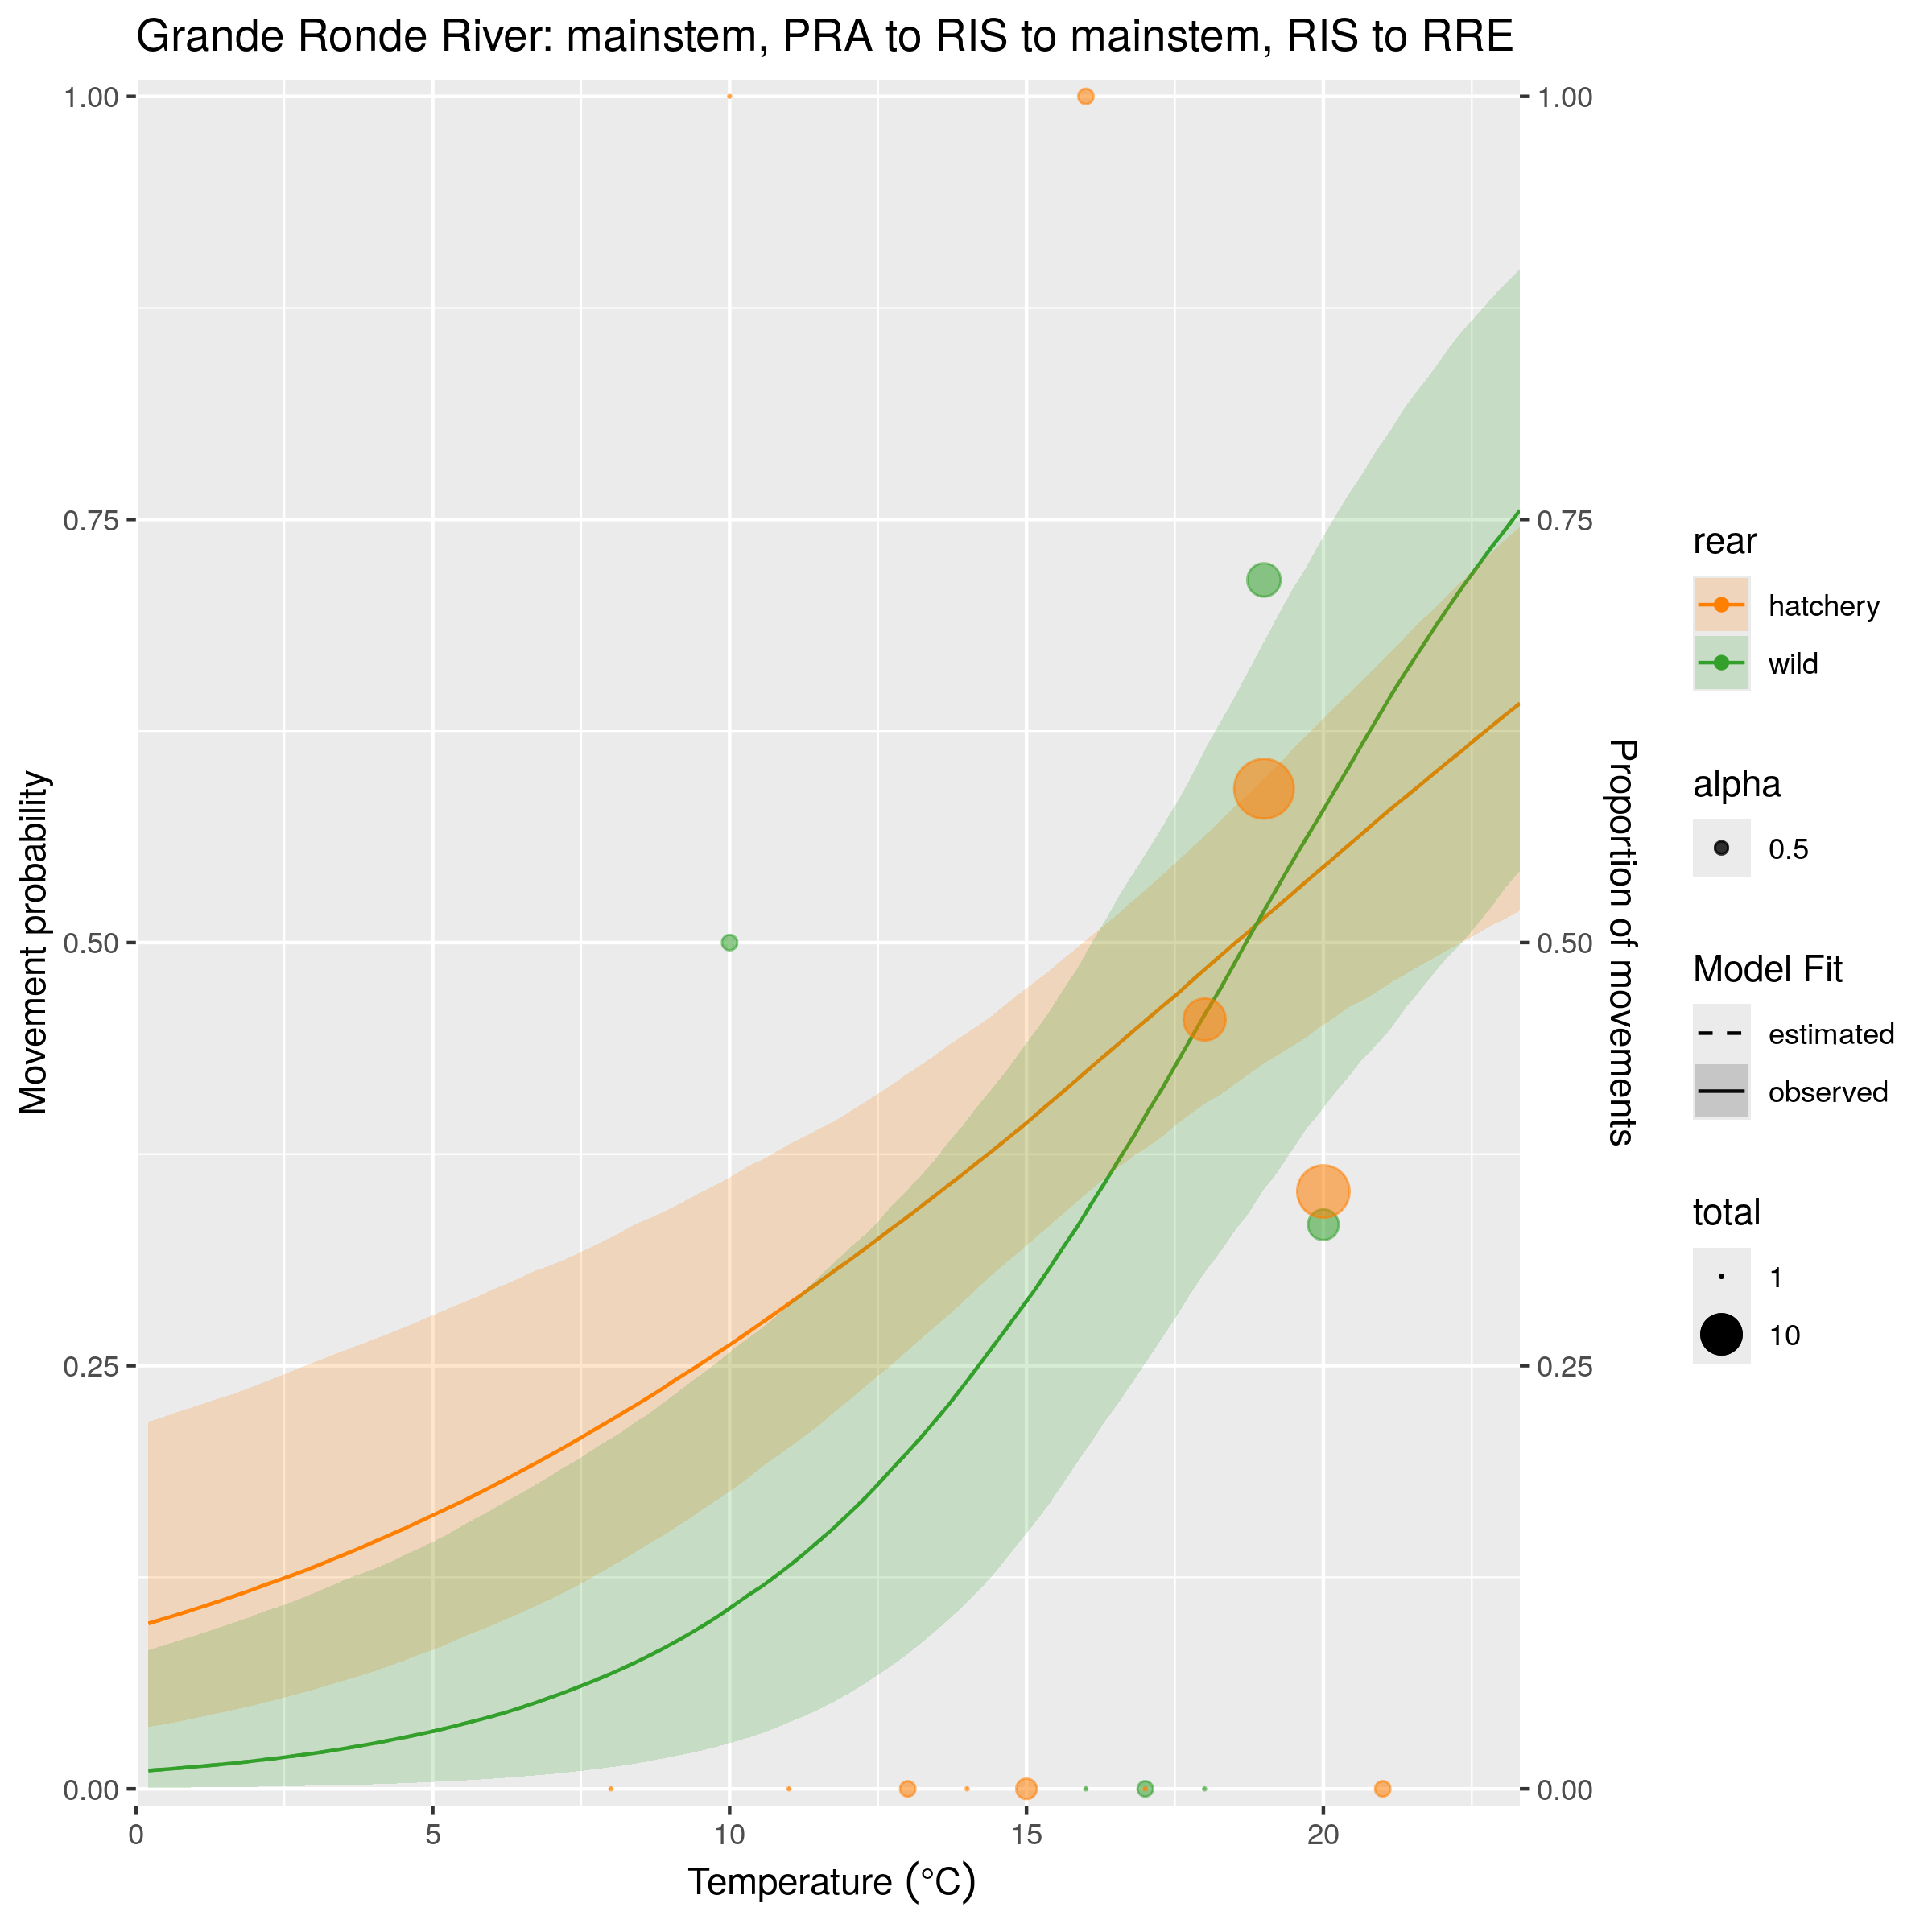 Grande Ronde River: mainstem, PRA to RIS to mainstem, RIS to RRE
Movement probability
1.00
0.75
0.50
0.25
0.00
0
5
10
15
20
Temperature (°C)
1.00
0.75
0.50
0.25
0.00
Proportion of movements
rear
hatchery
wild
alpha
0.5
Model Fit
estimated
observed
total
1
10